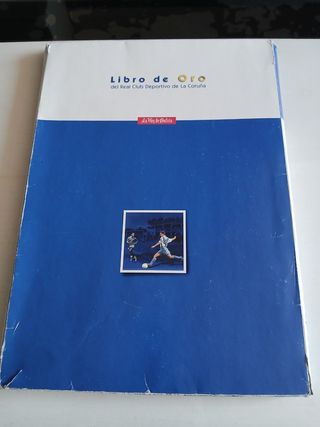 Libro de Oro
del Real Club Deportivo de La Coruña
La Voz de Galicia